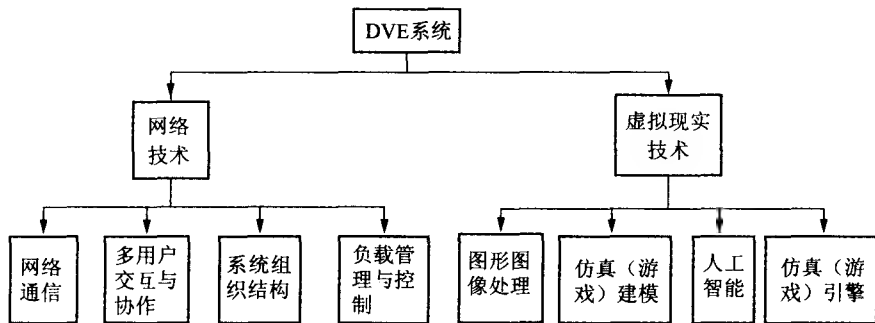 DVE系统
网络
技术
虚拟现实
技术
网络
通信
多用户
交互与
协作
系统组
织结构
负载管
理与控
制
图形图
像处理
仿真（游
戏）建模
人工
智能
仿真（游
戏）引擎